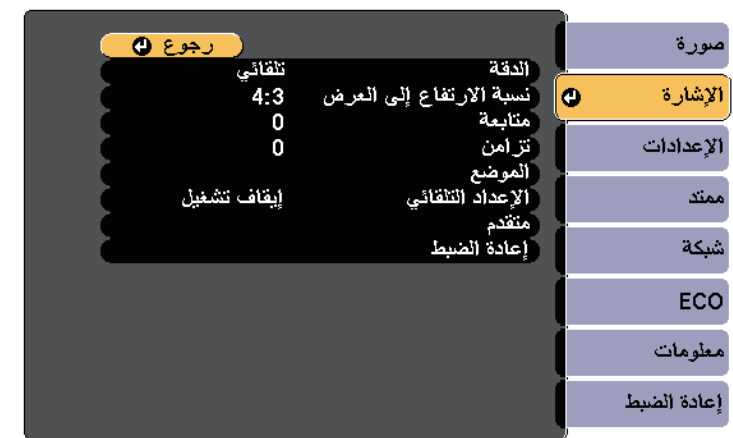 صورة
الإشارة
الإعدادات
ممتد
شبكة
ECO
معلومات
إعادة الضبط
رجوع
الدقة تلقائي
نسبة الارتفاع إلى العرض 4:3
متابعة 0
تزامن 0
الموضع
الإعداد التلقائي إيقاف تشغيل
متقدم
إعادة الضبط